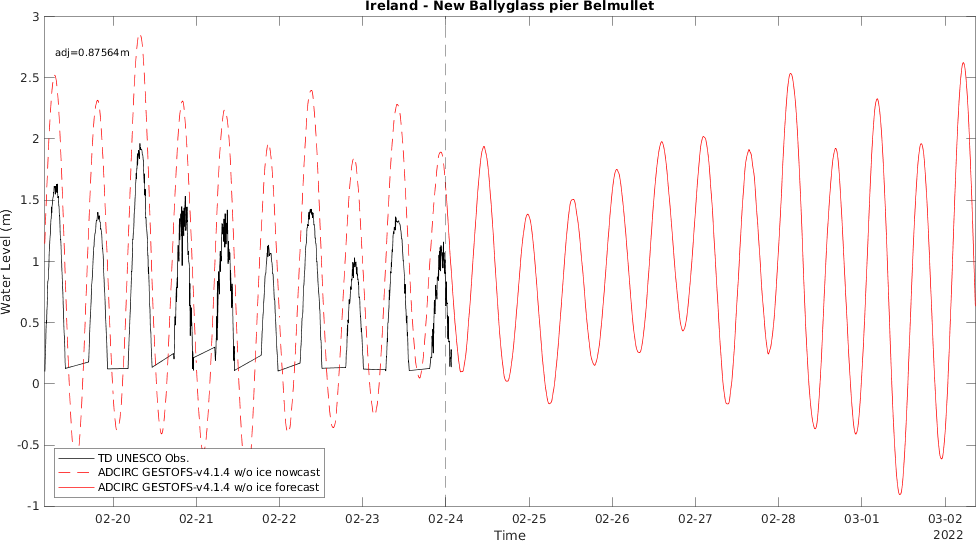 Ireland - New Ballyglass pier Belmullet
3
adj=0.87564m
2.5
2
1.5
1
0.5
0
-0.5
-1
Water Level (m)
TD UNESCO Obs.
ADCIRC GESTOFS-v4.1.4 w/o ice nowcast
ADCIRC GESTOFS-v4.1.4 w/o ice forecast
02-20 02-21 02-22 02-23 02-24 02-25 02-26 02-27 02-28 03-01 03-02
Time 2022